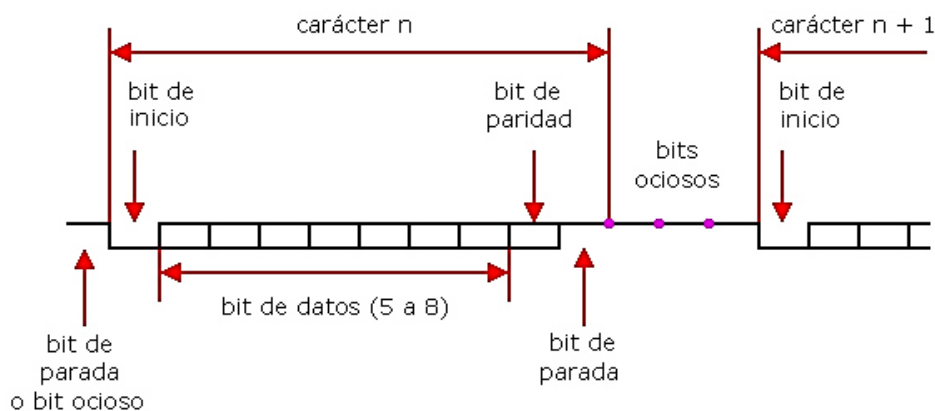 carácter n
carácter n + 1
bit de
inicio
bit de
paridad
bits
ociosos
bit de
inicio
bit de datos (5 a 8)
bit de
parada
o bit ocioso
bit de
parada